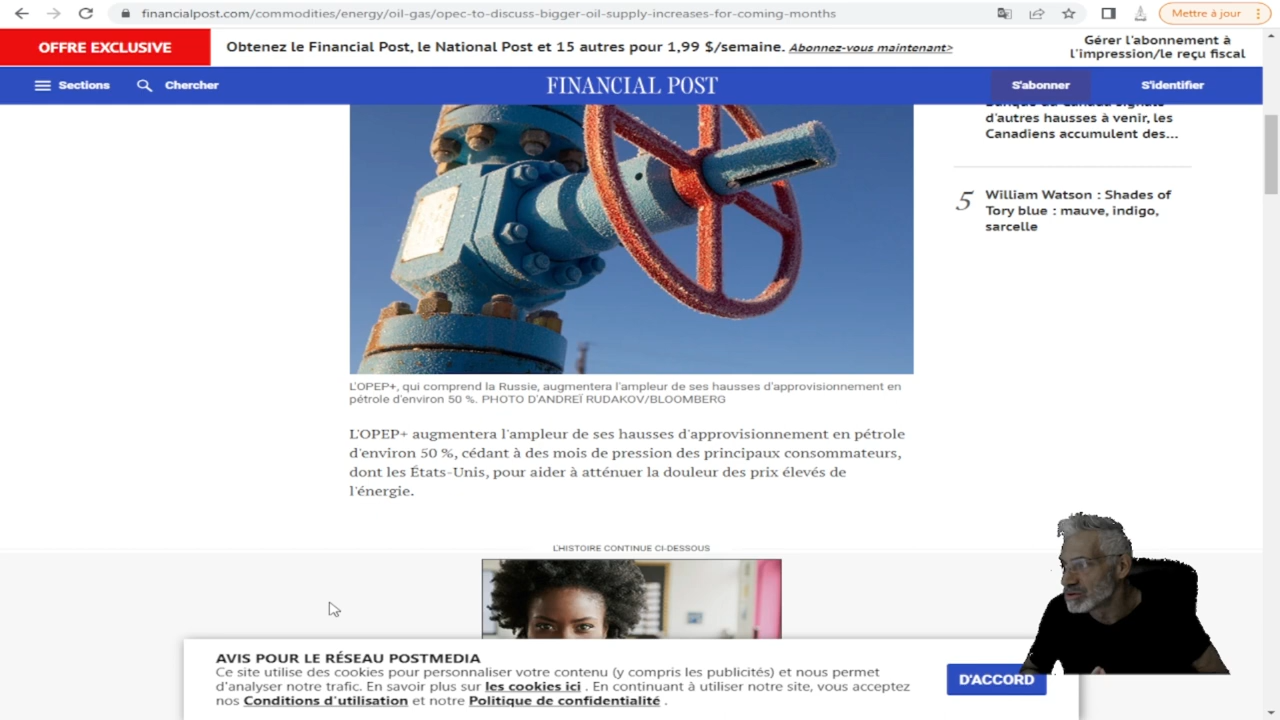 financialpost.com/commodities/energy/oil-gas/opec-to-discuss-bigger-oil-supply-increases-for-coming-months
Mettre à jour
OFFRE EXCLUSIVE
Obtenez le Financial Post, le National Post et 15 autres pour 1,99 $/semaine. Abonnez-vous maintenant>
Gérer l'abonnement à
l'impression/le reçu fiscal
Sections
Chercher
FINANCIAL POST
S'abonner
S'identifier
Banque du Canada signale
d'autres hausses à venir, les
Canadiens accumulent des...
5
William Watson : Shades of
Tory blue : mauve, indigo,
sarcelle
L'OPEP+, qui comprend la Russie, augmentera l'ampleur de ses hausses d'approvisionnement en
pétrole d'environ 50 %. PHOTO D'ANDREÏ RUDAKOV/BLOOMBERG
L'OPEP+ augmentera l'ampleur de ses hausses d'approvisionnement en pétrole
d'environ 50 %, cédant à des mois de pression des principaux consommateurs,
dont les États-Unis, pour aider à atténuer la douleur des prix élevés de
l'énergie.
L'HISTOIRE CONTINUE CI-DESSOUS
AVIS POUR LE RÉSEAU POSTMEDIA
Ce site utilise des cookies pour personnaliser votre contenu (y compris les publicités) et nous permet
d'analyser notre trafic. En savoir plus sur les cookies ici . En continuant à utiliser notre site, vous acceptez
nos Conditions d'utilisation et notre Politique de confidentialité .
D'ACCORD